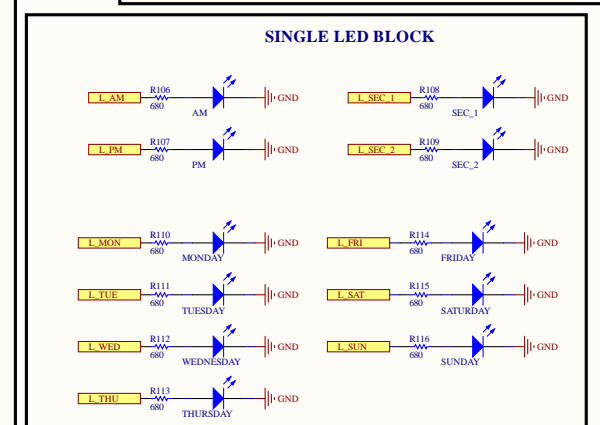 SINGLE LED BLOCK
L_AM R106 680 AM GND
L_SEC_1 R108 680 SEC_1 GND
L_PM R107 680 PM GND
L_SEC_2 R109 680 SEC_2 GND
L_MON R110 680 MONDAY GND
L_FRI R114 680 FRIDAY GND
L_TUE R111 680 TUESDAY GND
L_SAT R115 680 SATURDAY GND
L_WED R112 680 WEDNESDAY GND
L_SUN R116 680 SUNDAY GND
L_THU R113 680 THURSDAY GND